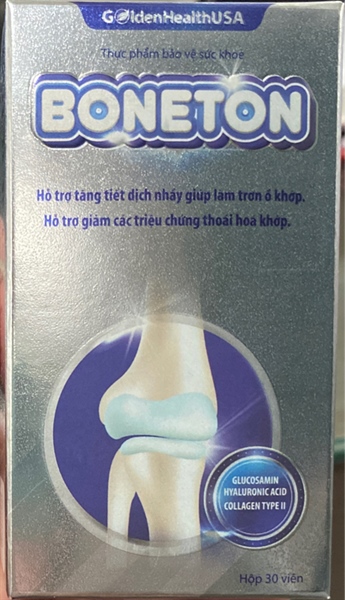 GoldenHealthUSA
Thực phẩm bảo vệ sức khỏe
BONETON
Hỗ trợ tăng tiết dịch nhầy giúp làm trơn ổ khớp.
Hỗ trợ giảm các triệu chứng thoái hoá khớp.
GLUCOSAMIN
HYALURONIC ACID
COLLAGEN TYPE II
Hộp 30 viên